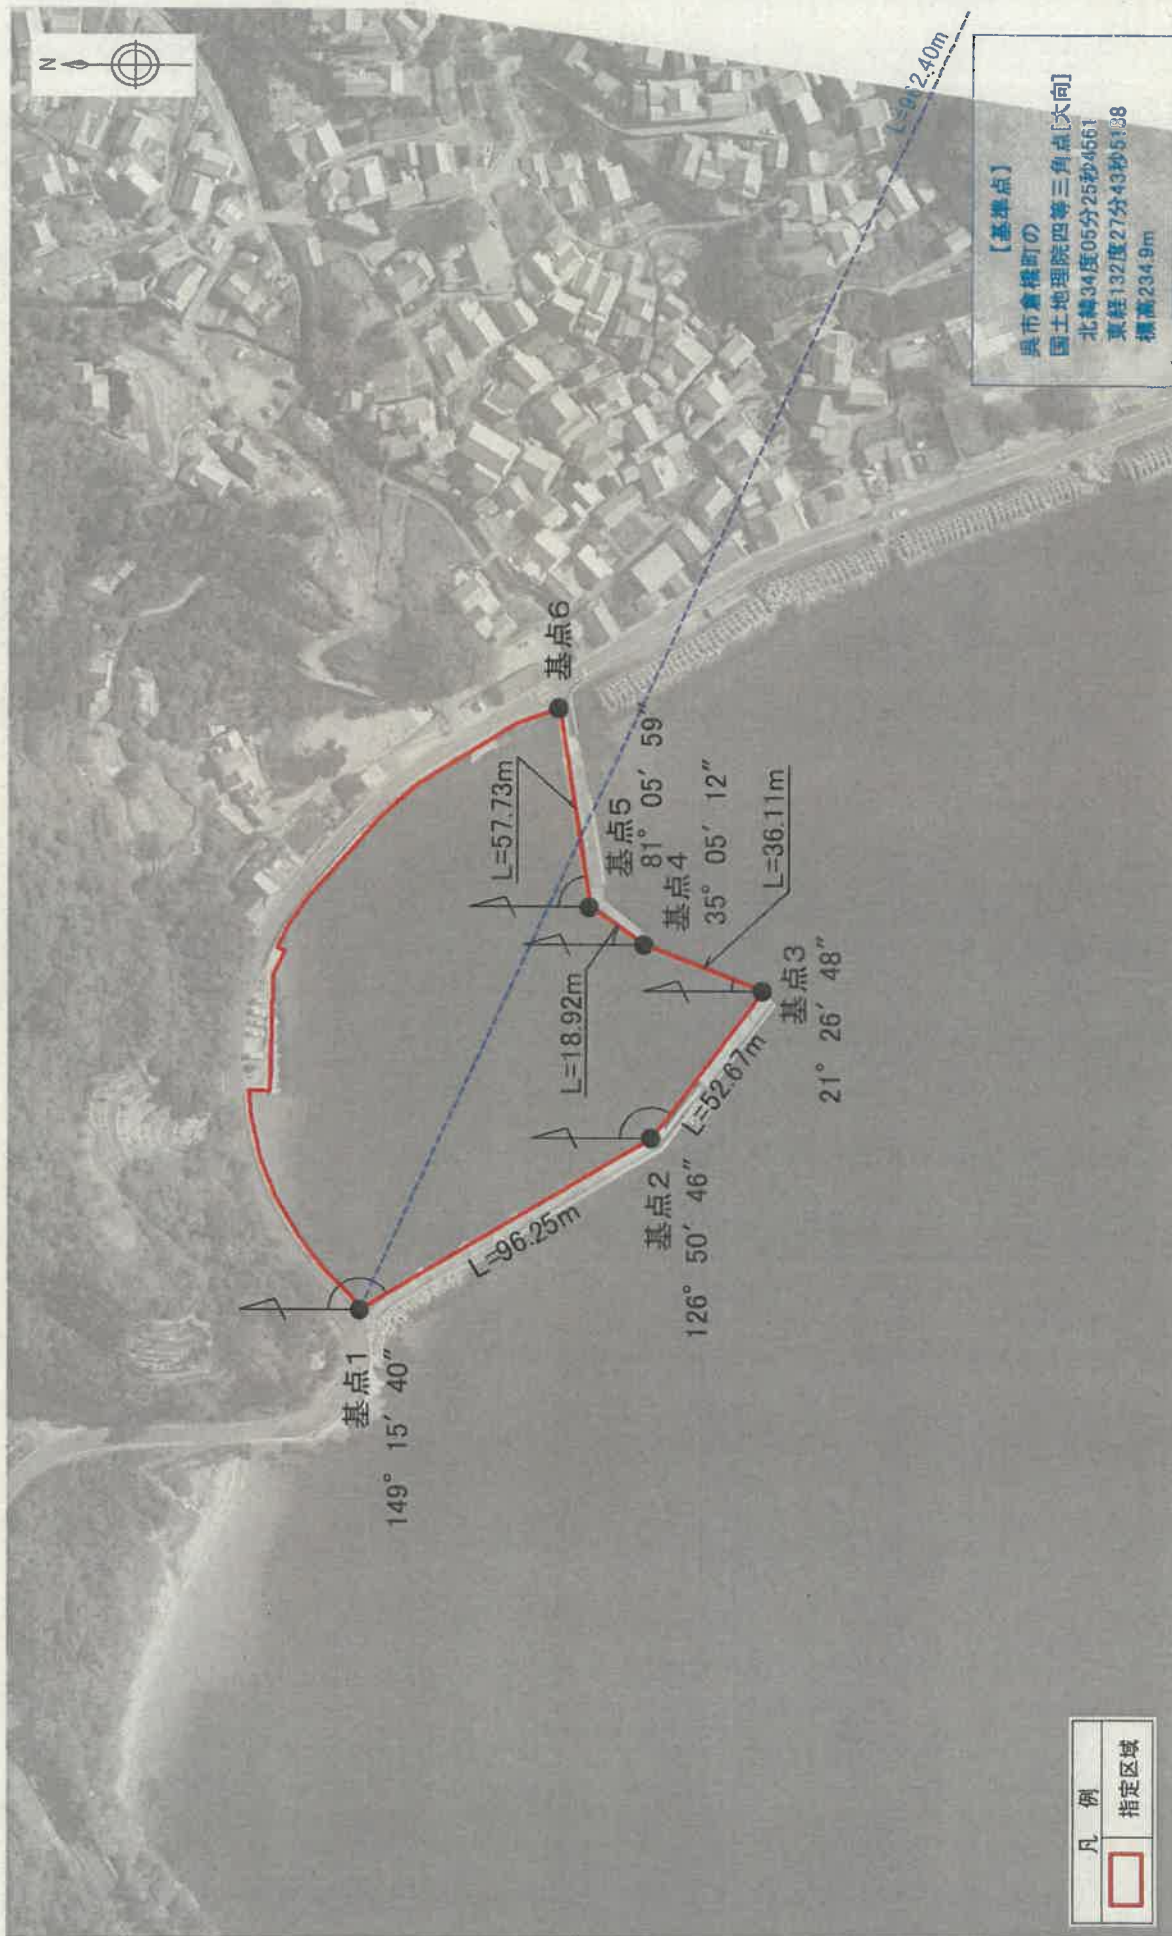 N
L=962.40m
【基準点】
呉市倉橋町の
国土地理院四等三角点[大向]
北緯34度05分25秒4561
東経132度27分43秒5188
標高234.9m
基点6
L=57.73m
基点5
81° 05′ 59″
基点4
35° 05′ 12″
L=36.11m
L=18.92m
基点3
21° 26′ 48″
L=52.67m
基点2
126° 50′ 46″
L=96.25m
基点1
149° 15′ 40″
凡 例
指定区域